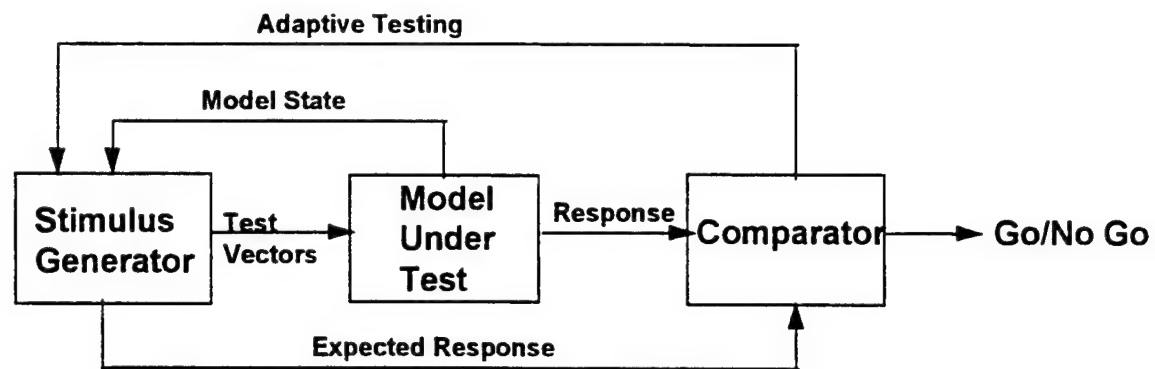 Adaptive Testing
Model State
Stimulus
Generator
Test
Vectors
Model
Under
Test
Response
Comparator
Go/No Go
Expected Response